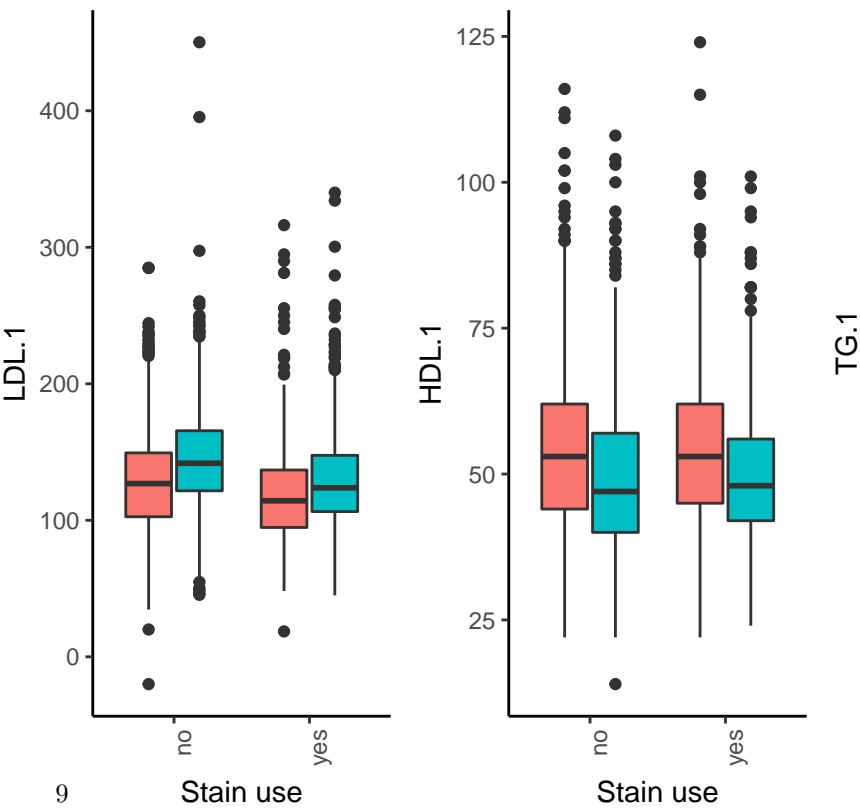 LDL.1
400
300
200
100
0
no
yes
Stain use
HDL.1
125
100
75
50
25
no
yes
Stain use
TG.1
9